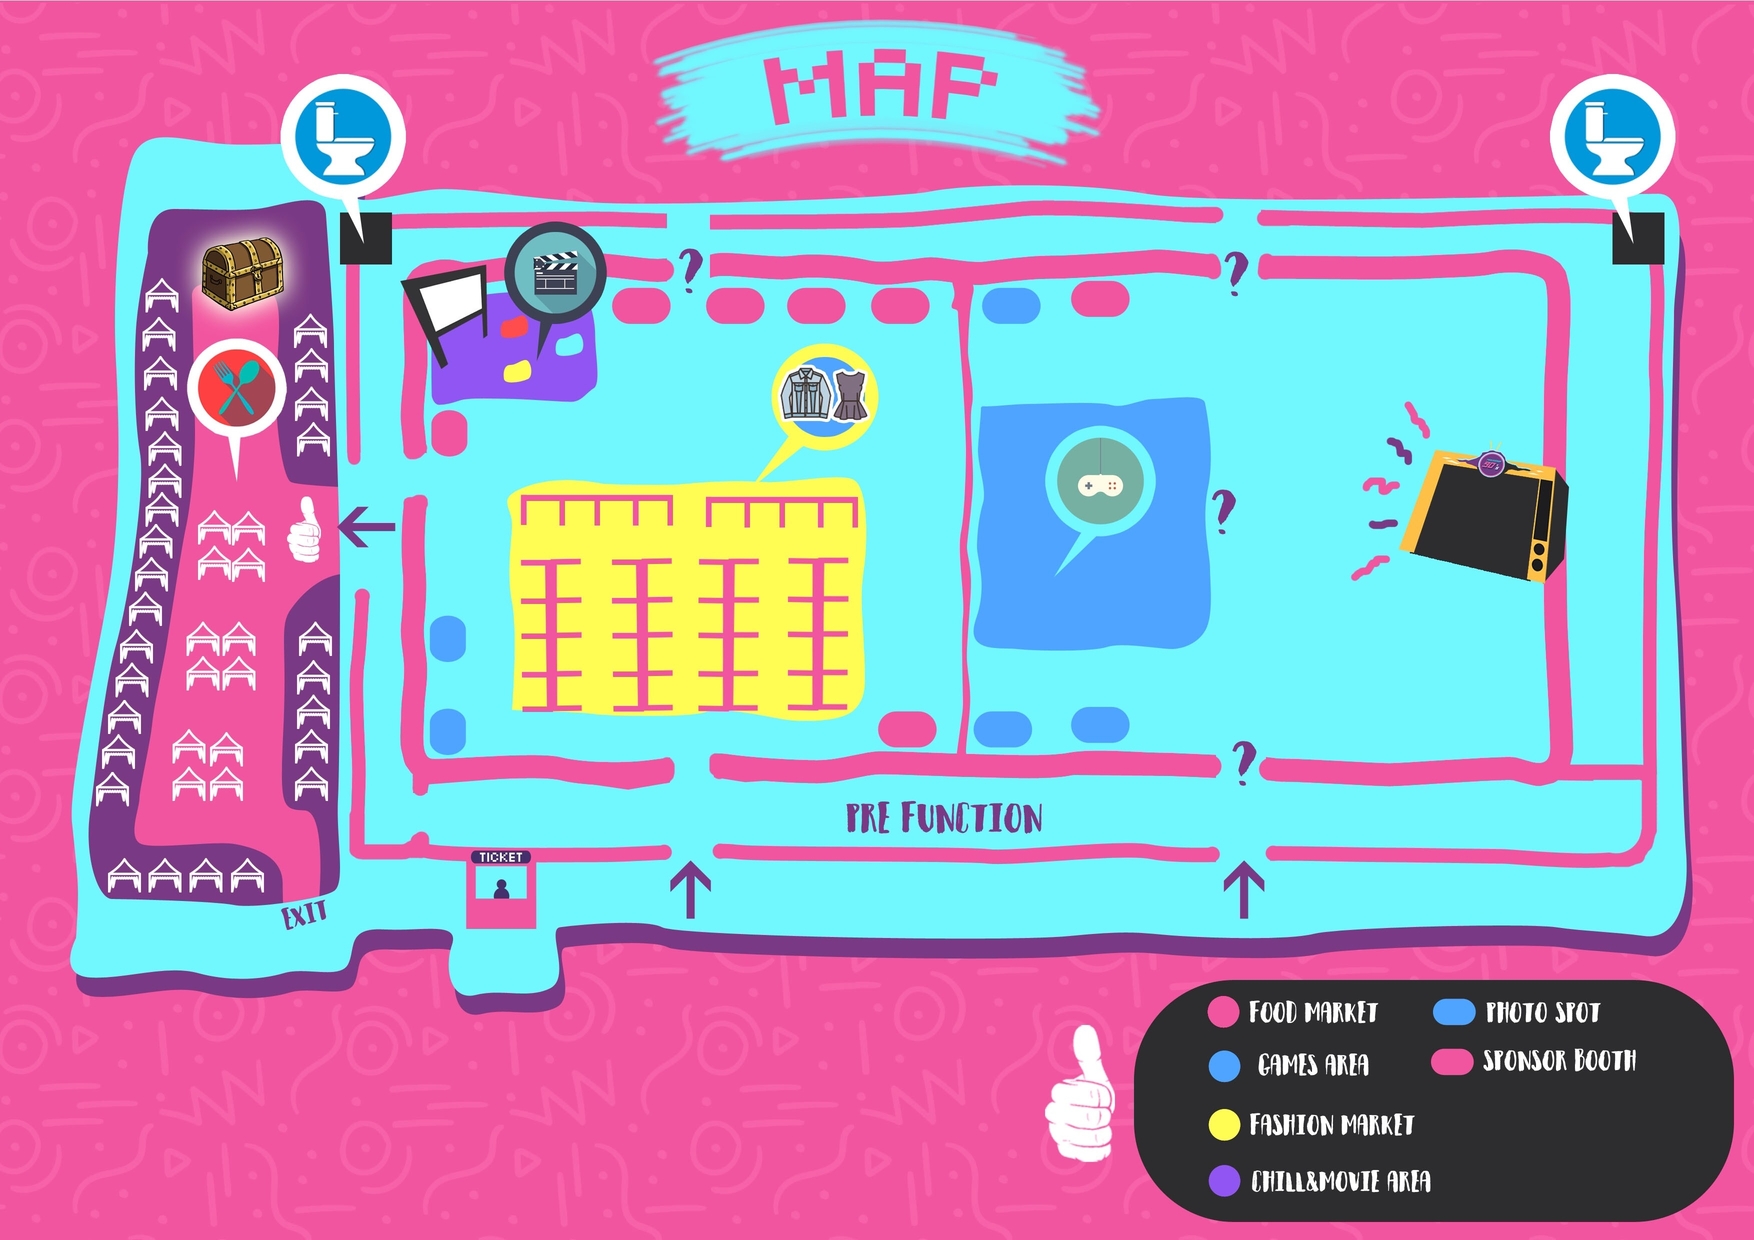 MAP
?
?
?
?
PRE FUNCTION
TICKET
EXIT
FOOD MARKET
PHOTO SPOT
GAMES AREA
SPONSOR BOOTH
FASHION MARKET
CHILL&MOVIE AREA